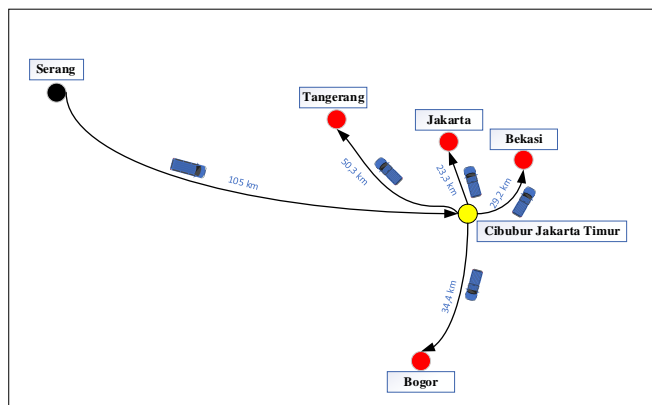 Serang
Tangerang
Jakarta
Bekasi
105 km
50,3 km
23,3 km
29,2 km
Cibubur Jakarta Timur
34,4 km
Bogor